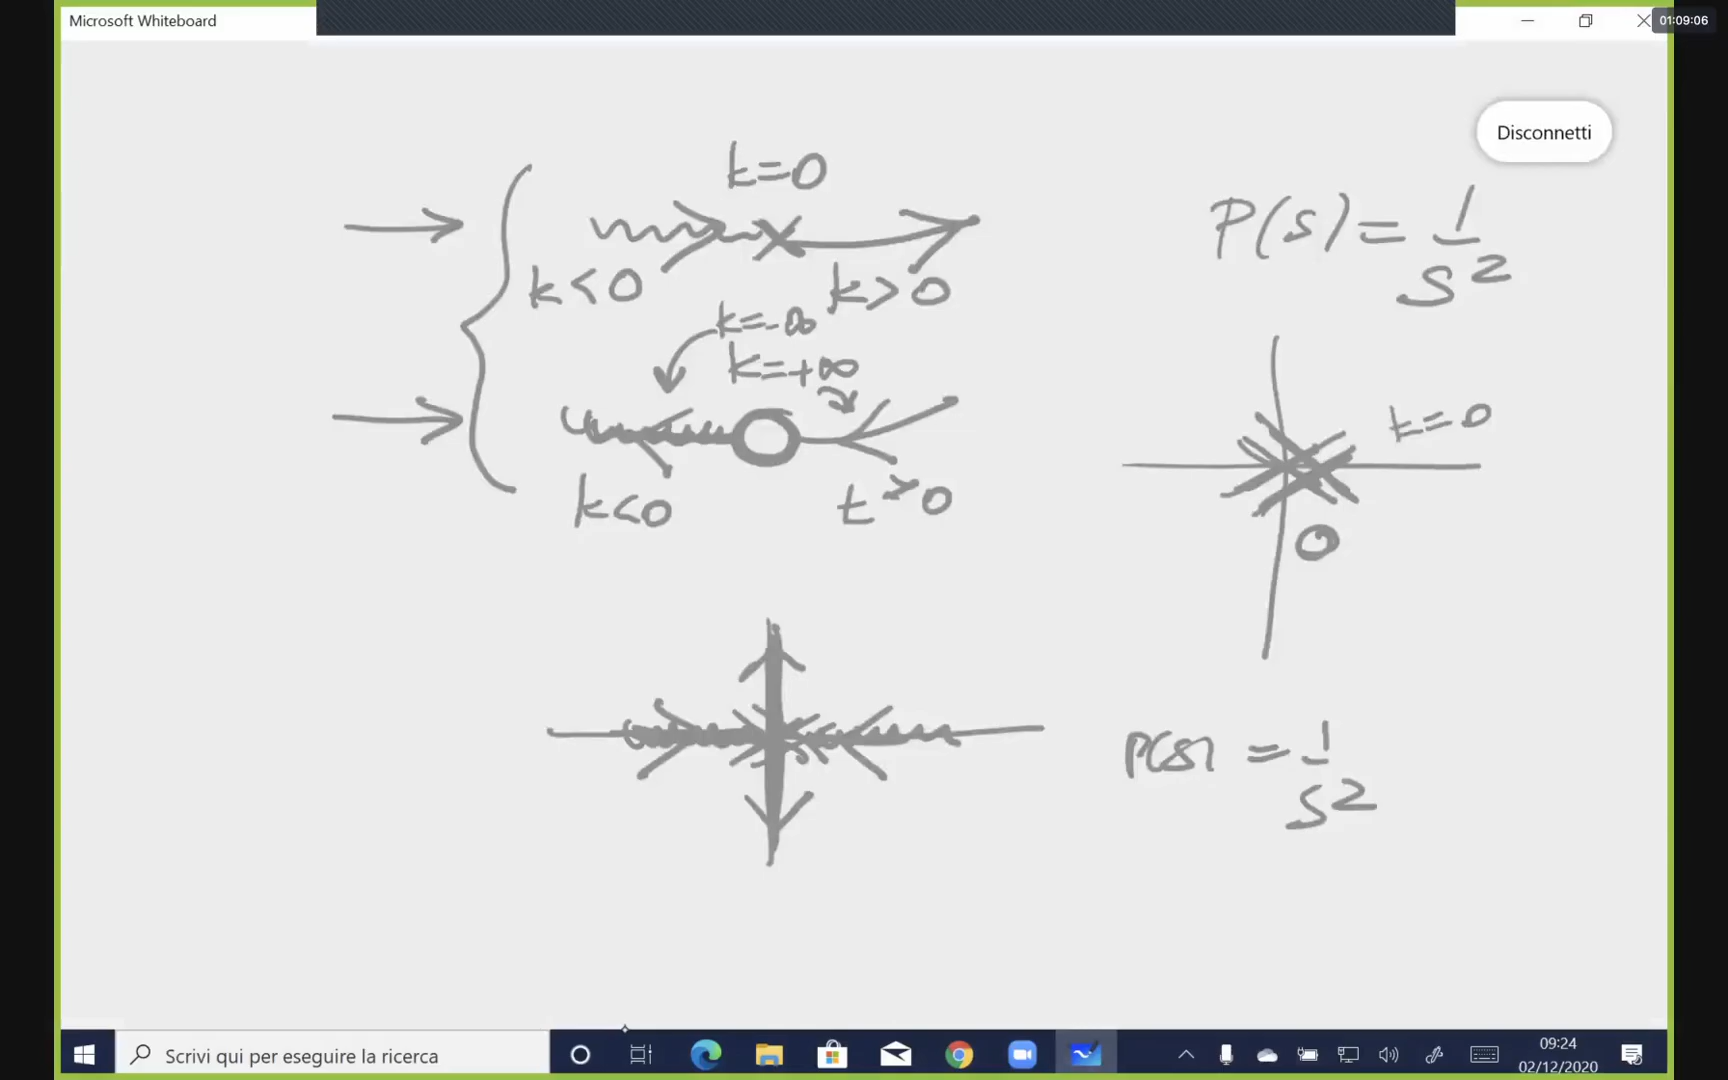 Microsoft Whiteboard
01:09:06
Disconnetti
k=0
k<0
k>0
k=-∞
k=+∞
k<0
k>0
P(s)=1/s²
k=0
P(s)=1/s²
Scrivi qui per eseguire la ricerca
09:24
02/12/2020